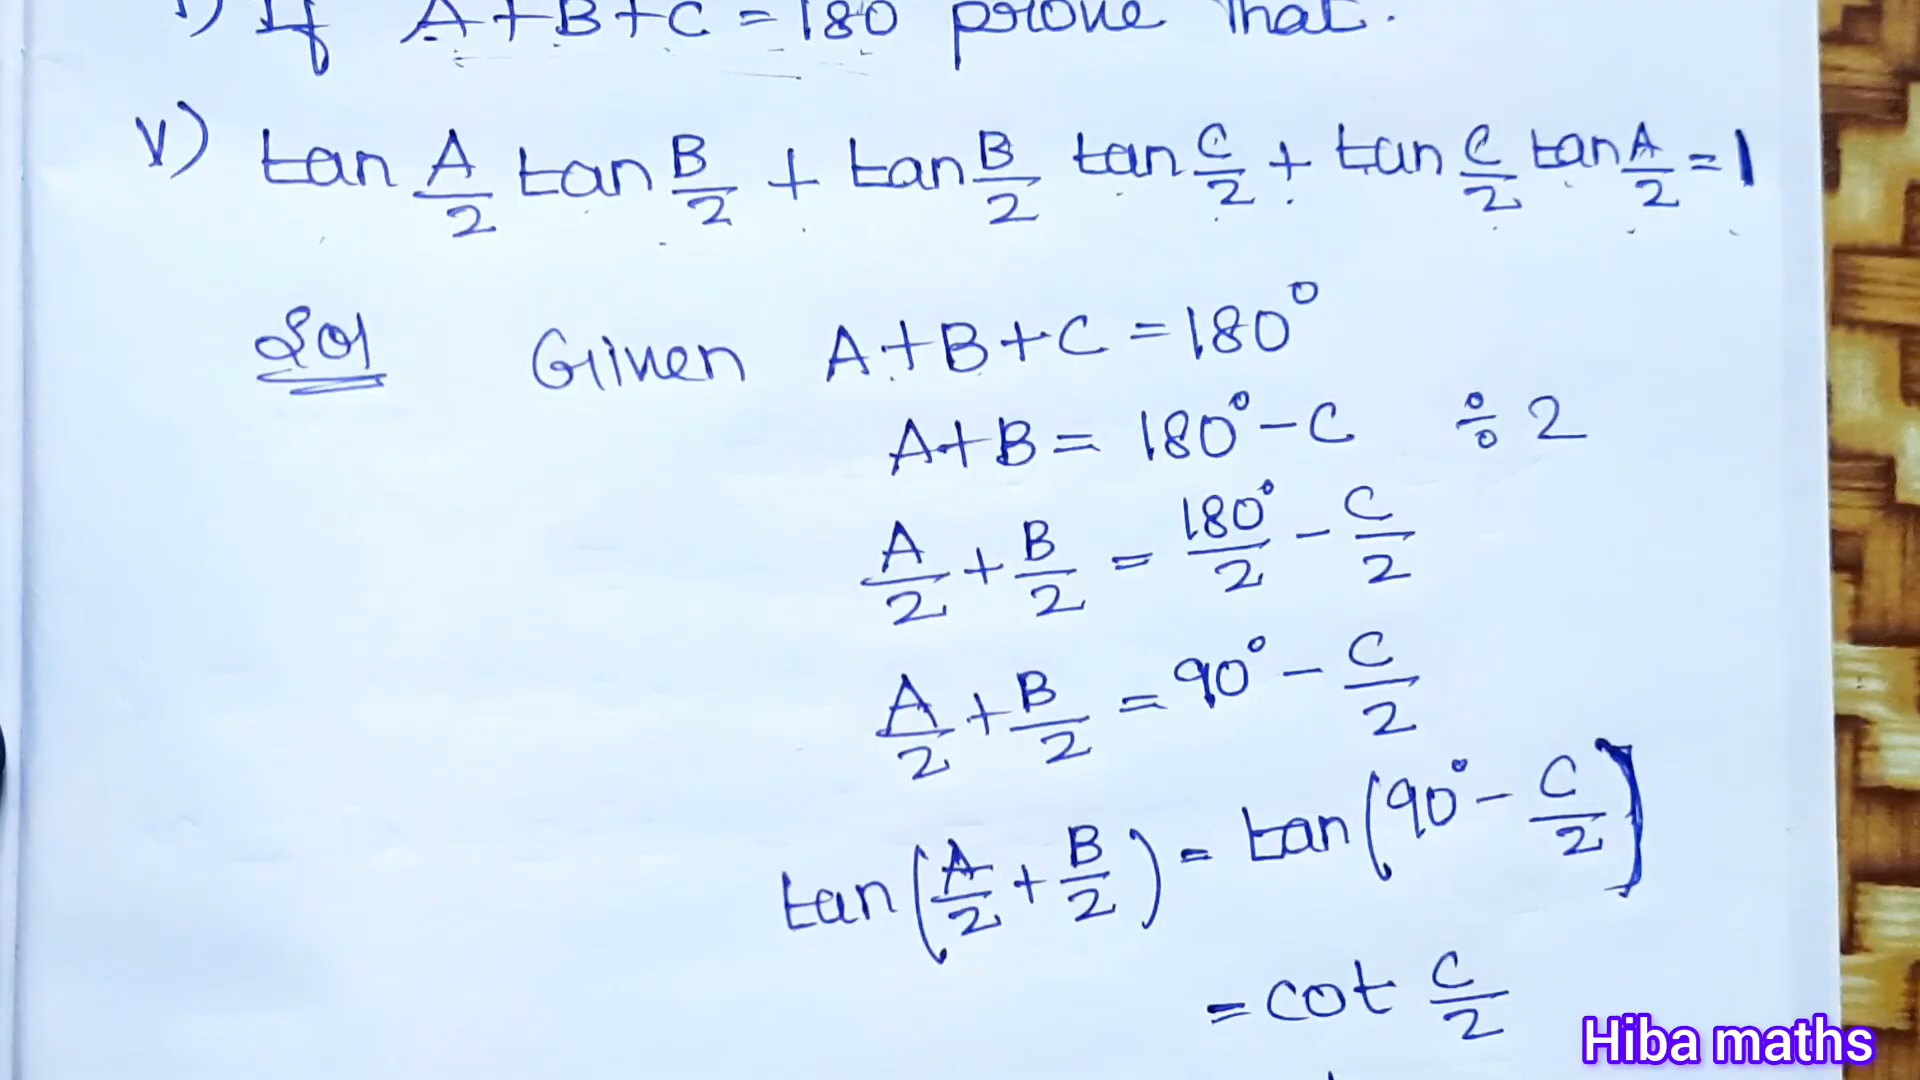 1) If A+B+C=180 prove that.
V) tan A/2 tan B/2 + tan B/2 tan C/2 + tan C/2 tan A/2 = 1
Sol Given A+B+C=180°
A+B= 180°-C ÷2
A/2 + B/2 = 180°/2 - C/2
A/2 + B/2 = 90° - C/2
tan(A/2 + B/2) = tan(90° - C/2)
= cot C/2
Hiba maths